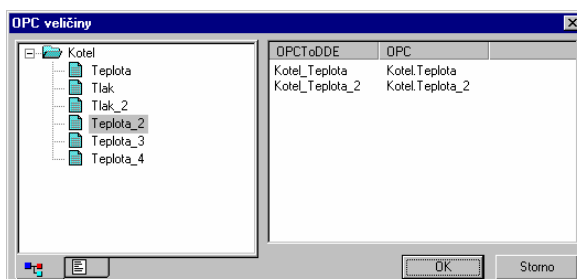 OPC veličiny
Kotel
Teplota
Tlak
Tlak_2
Teplota_2
Teplota_3
Teplota_4
OPCToDDE OPC
Kotel_Teplota Kotel.Teplota
Kotel_Teplota_2 Kotel.Teplota_2
OK Storno